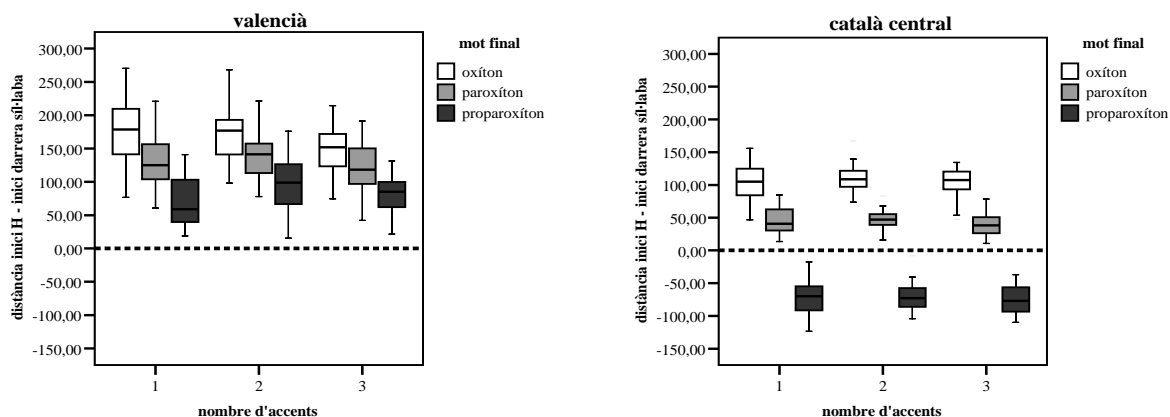 valencià
mot final
oxíton
paroxíton
proparoxíton
distància inici H - inici darrera síl·laba
300,00
250,00
200,00
150,00
100,00
50,00
0,00
-50,00
-100,00
-150,00
1 2 3
nombre d'accents
català central
mot final
oxíton
paroxíton
proparoxíton
distància inici H - inici darrera síl·laba
300,00
250,00
200,00
150,00
100,00
50,00
0,00
-50,00
-100,00
-150,00
1 2 3
nombre d'accents